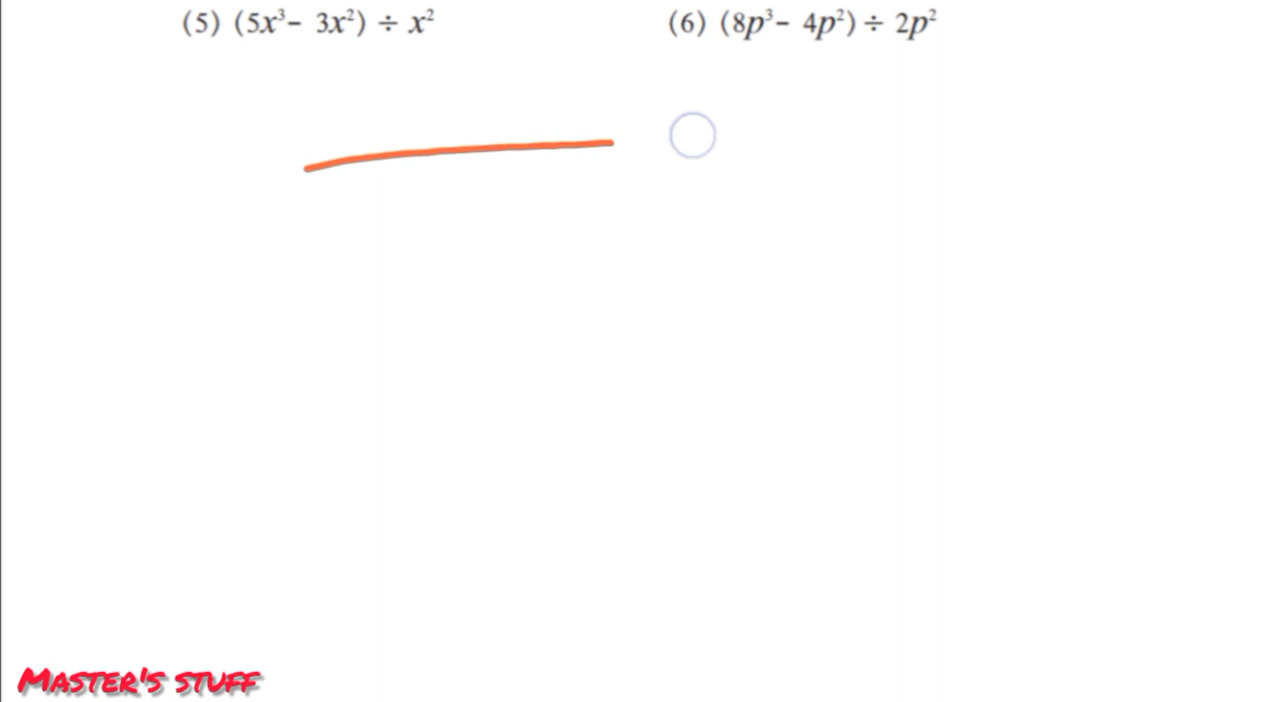 (5) (5x³– 3x²) ÷ x²
(6) (8p³– 4p²) ÷ 2p²
MASTER'S STUFF